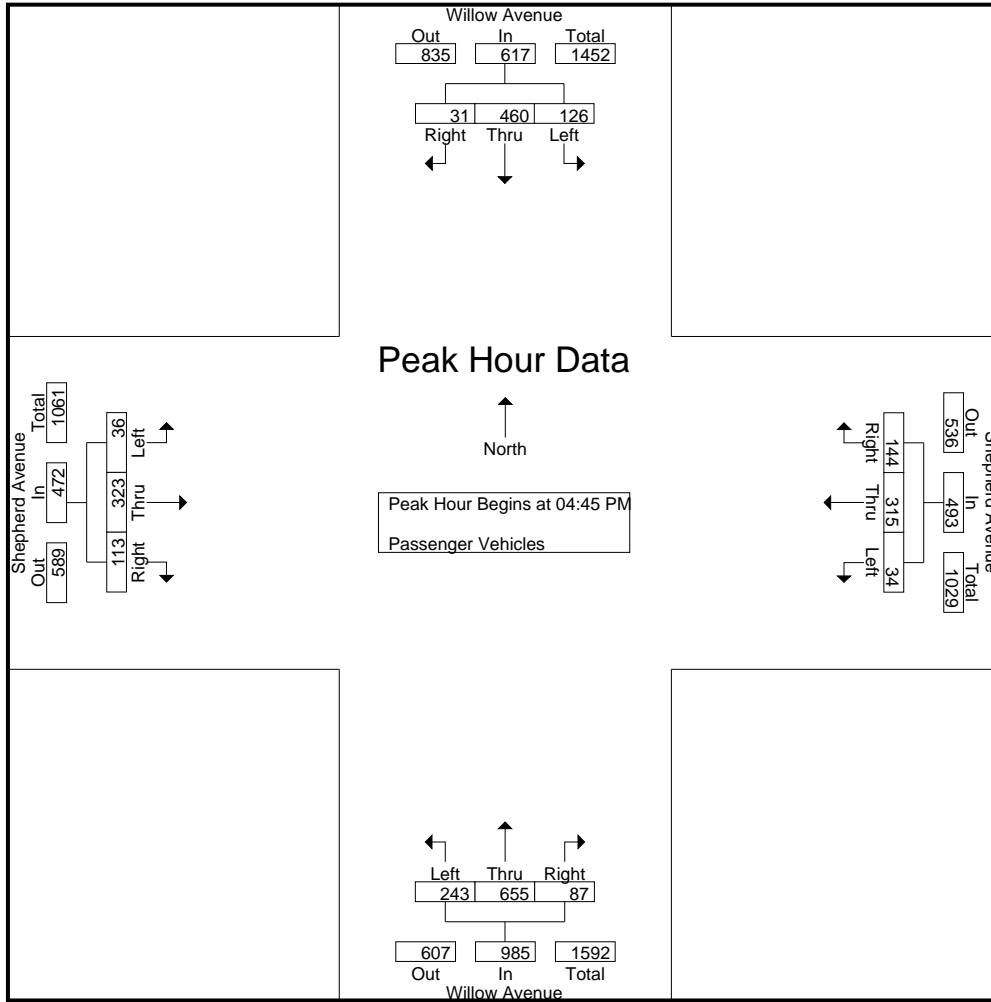 Willow Avenue
Out In Total
835 617 1452
31 460 126
Right Thru Left
Peak Hour Data
North
Peak Hour Begins at 04:45 PM
Passenger Vehicles
Shepherd Avenue
Out In Total
589 472 1061
36 323 113
Left Thru Right
Shepherd Avenue
Out In Total
536 493 1029
144 315 34
Right Thru Left
Left Thru Right
243 655 87
607 985 1592
Out In Total
Willow Avenue